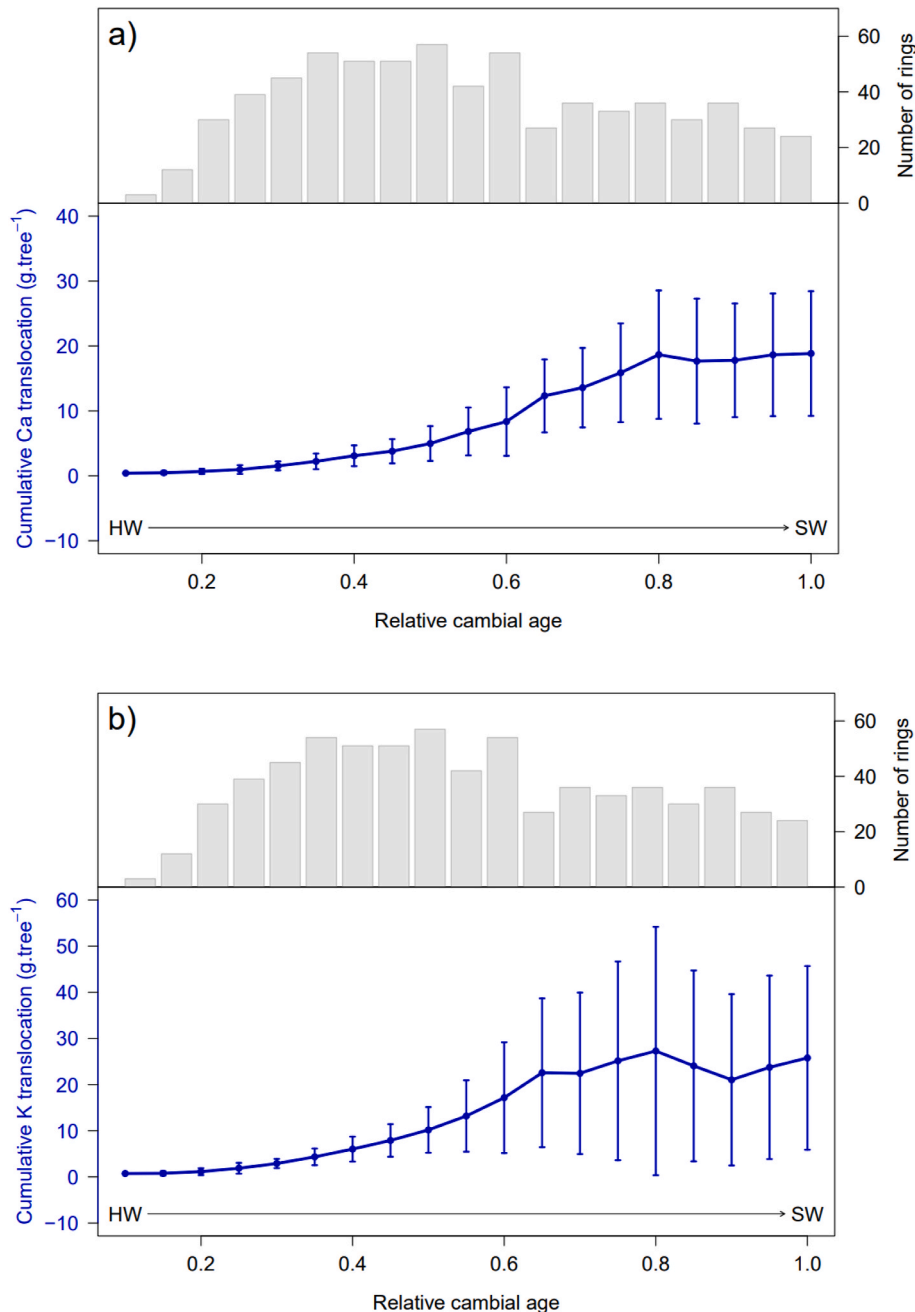 a)
60
40
20
0
Number of rings
40
30
20
10
0
−10
Cumulative Ca translocation (g.tree⁻¹)
HW
SW
0.2 0.4 0.6 0.8 1.0
Relative cambial age
b)
60
40
20
0
Number of rings
60
50
40
30
20
10
0
−10
Cumulative K translocation (g.tree⁻¹)
HW
SW
0.2 0.4 0.6 0.8 1.0
Relative cambial age